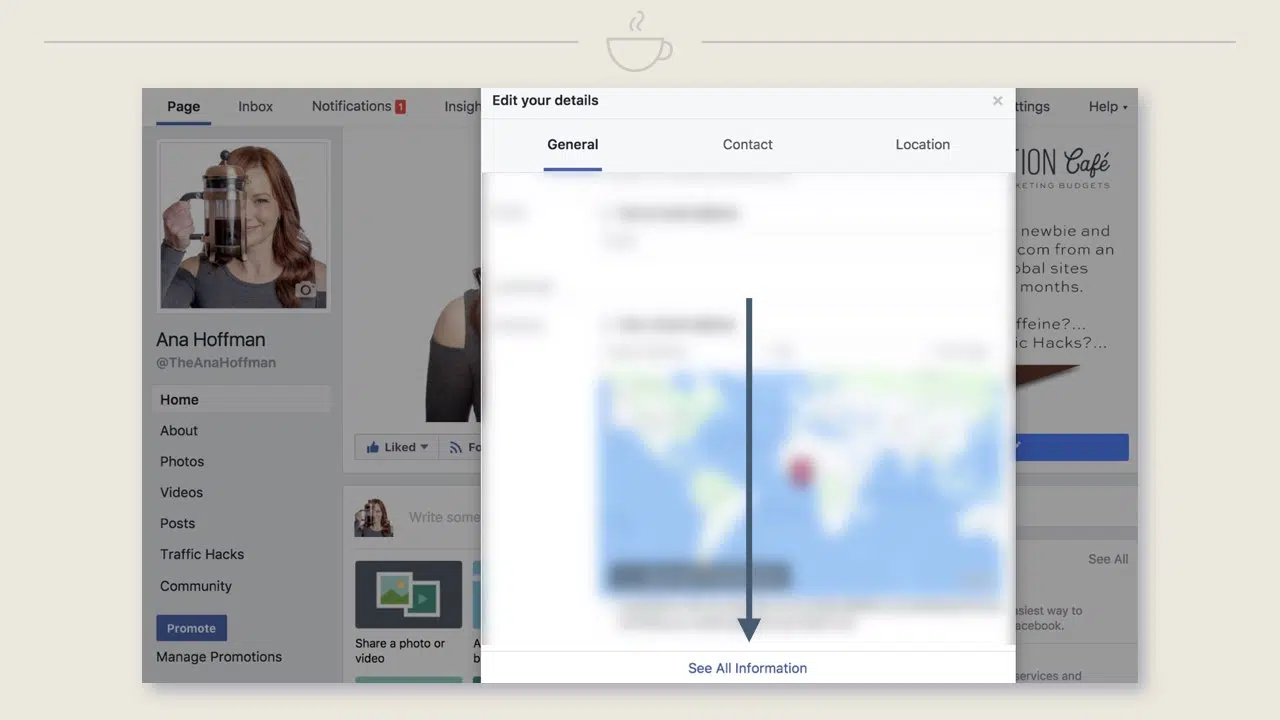 Page
Inbox
Notifications 1
Insigh
Edit your details
×
ttings
Help
General
Contact
Location
TION Café
KETING BUDGETS
newbie and
com from an
obal sites
months.
ffeine?...
ic Hacks?...
Ana Hoffman
@TheAnaHoffman
Home
About
Photos
Videos
Posts
Traffic Hacks
Community
Promote
Manage Promotions
Liked
Fo
Write some
Share a photo or
video
A
b
See All
asiest way to
acebook.
services and
See All Information